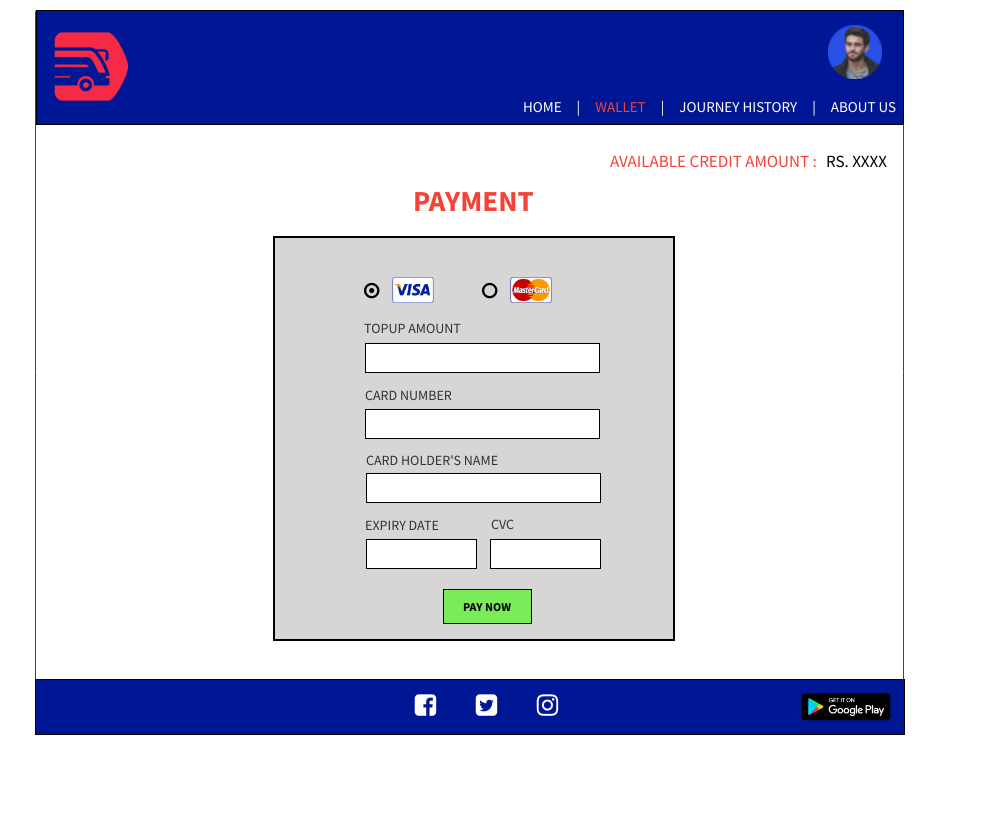 HOME | WALLET | JOURNEY HISTORY | ABOUT US
AVAILABLE CREDIT AMOUNT : RS. XXXX
PAYMENT
VISA MasterCard
TOPUP AMOUNT
CARD NUMBER
CARD HOLDER'S NAME
EXPIRY DATE CVC
PAY NOW
GET IT ON
Google Play